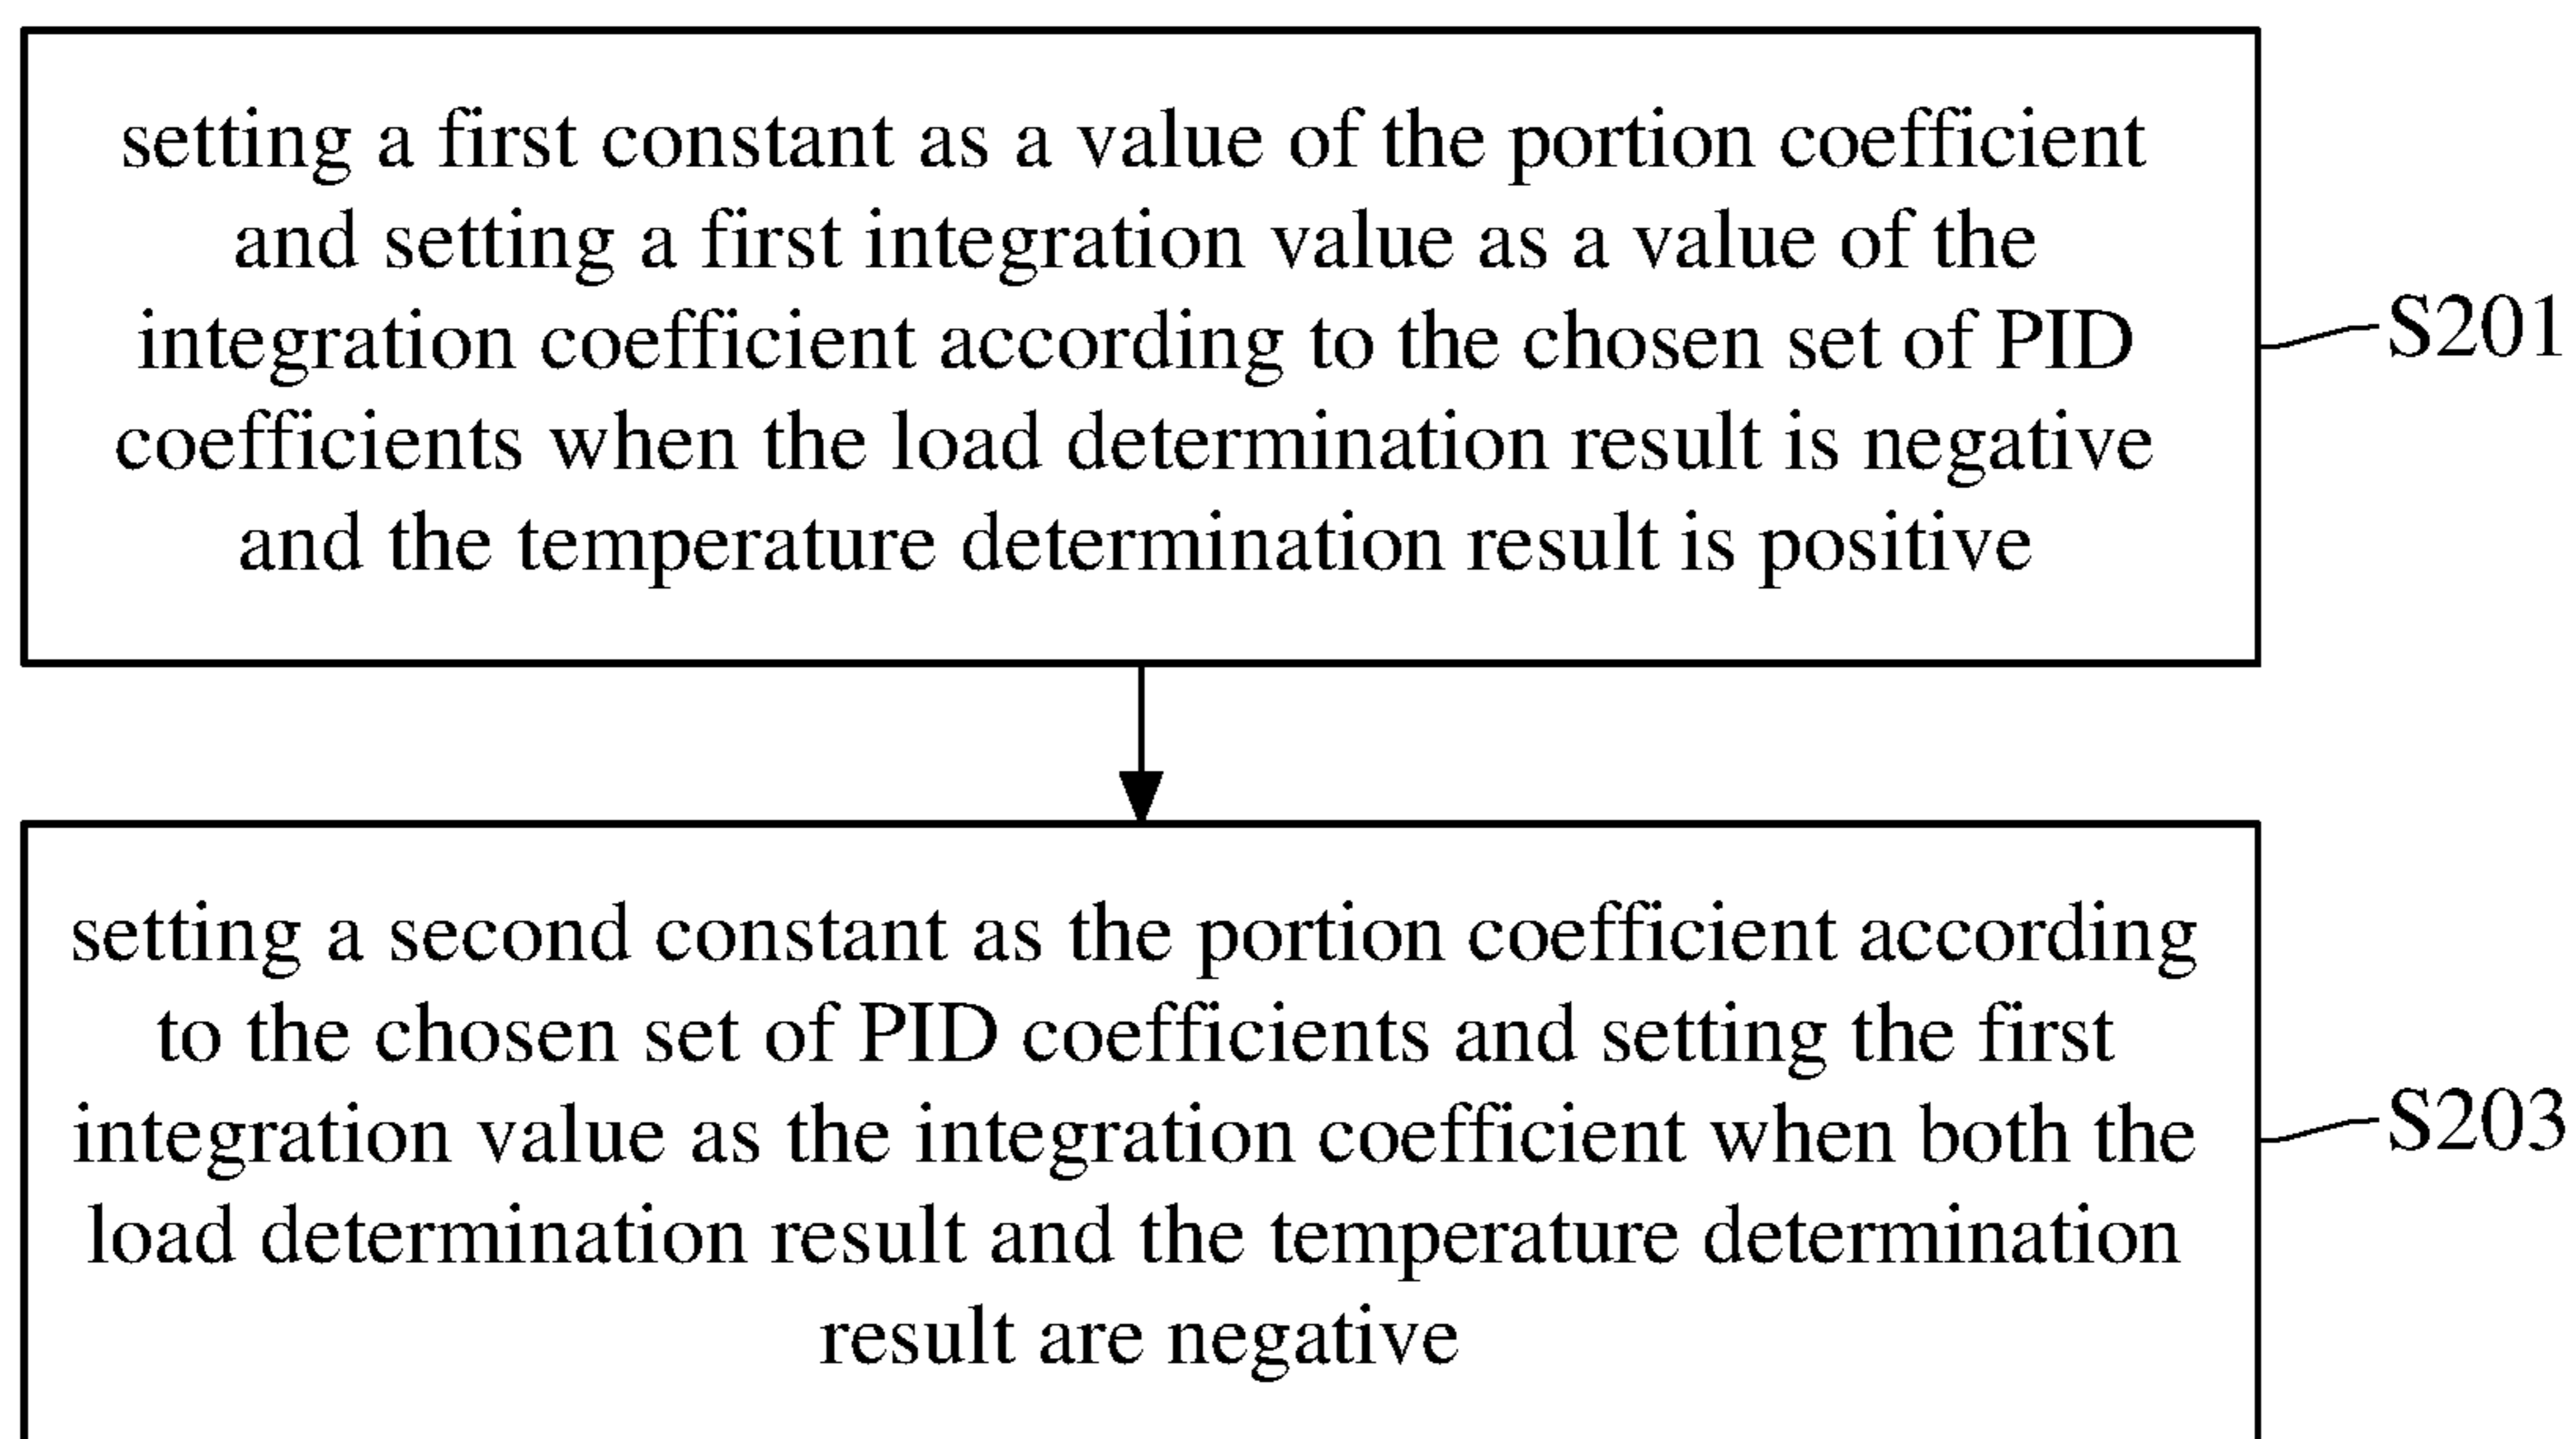 setting a first constant as a value of the portion coefficient
and setting a first integration value as a value of the
integration coefficient according to the chosen set of PID
coefficients when the load determination result is negative
and the temperature determination result is positive
S201
setting a second constant as the portion coefficient according
to the chosen set of PID coefficients and setting the first
integration value as the integration coefficient when both the
load determination result and the temperature determination
result are negative
S203